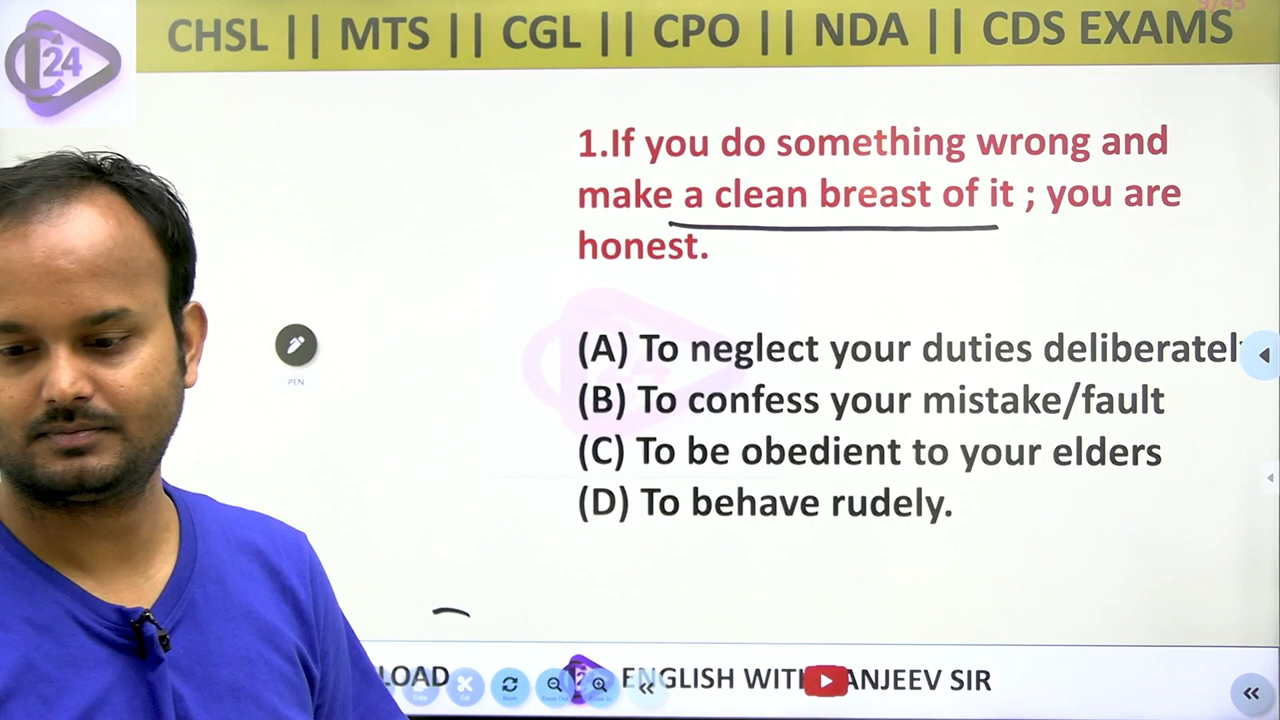 24
CHSL || MTS || CGL || CPO || NDA || CDS EXAMS
9/45
1.If you do something wrong and
make a clean breast of it ; you are
honest.
PEN
(A) To neglect your duties deliberatel
(B) To confess your mistake/fault
(C) To be obedient to your elders
(D) To behave rudely.
LOAD
ENGLISH WITH ANJEEV SIR